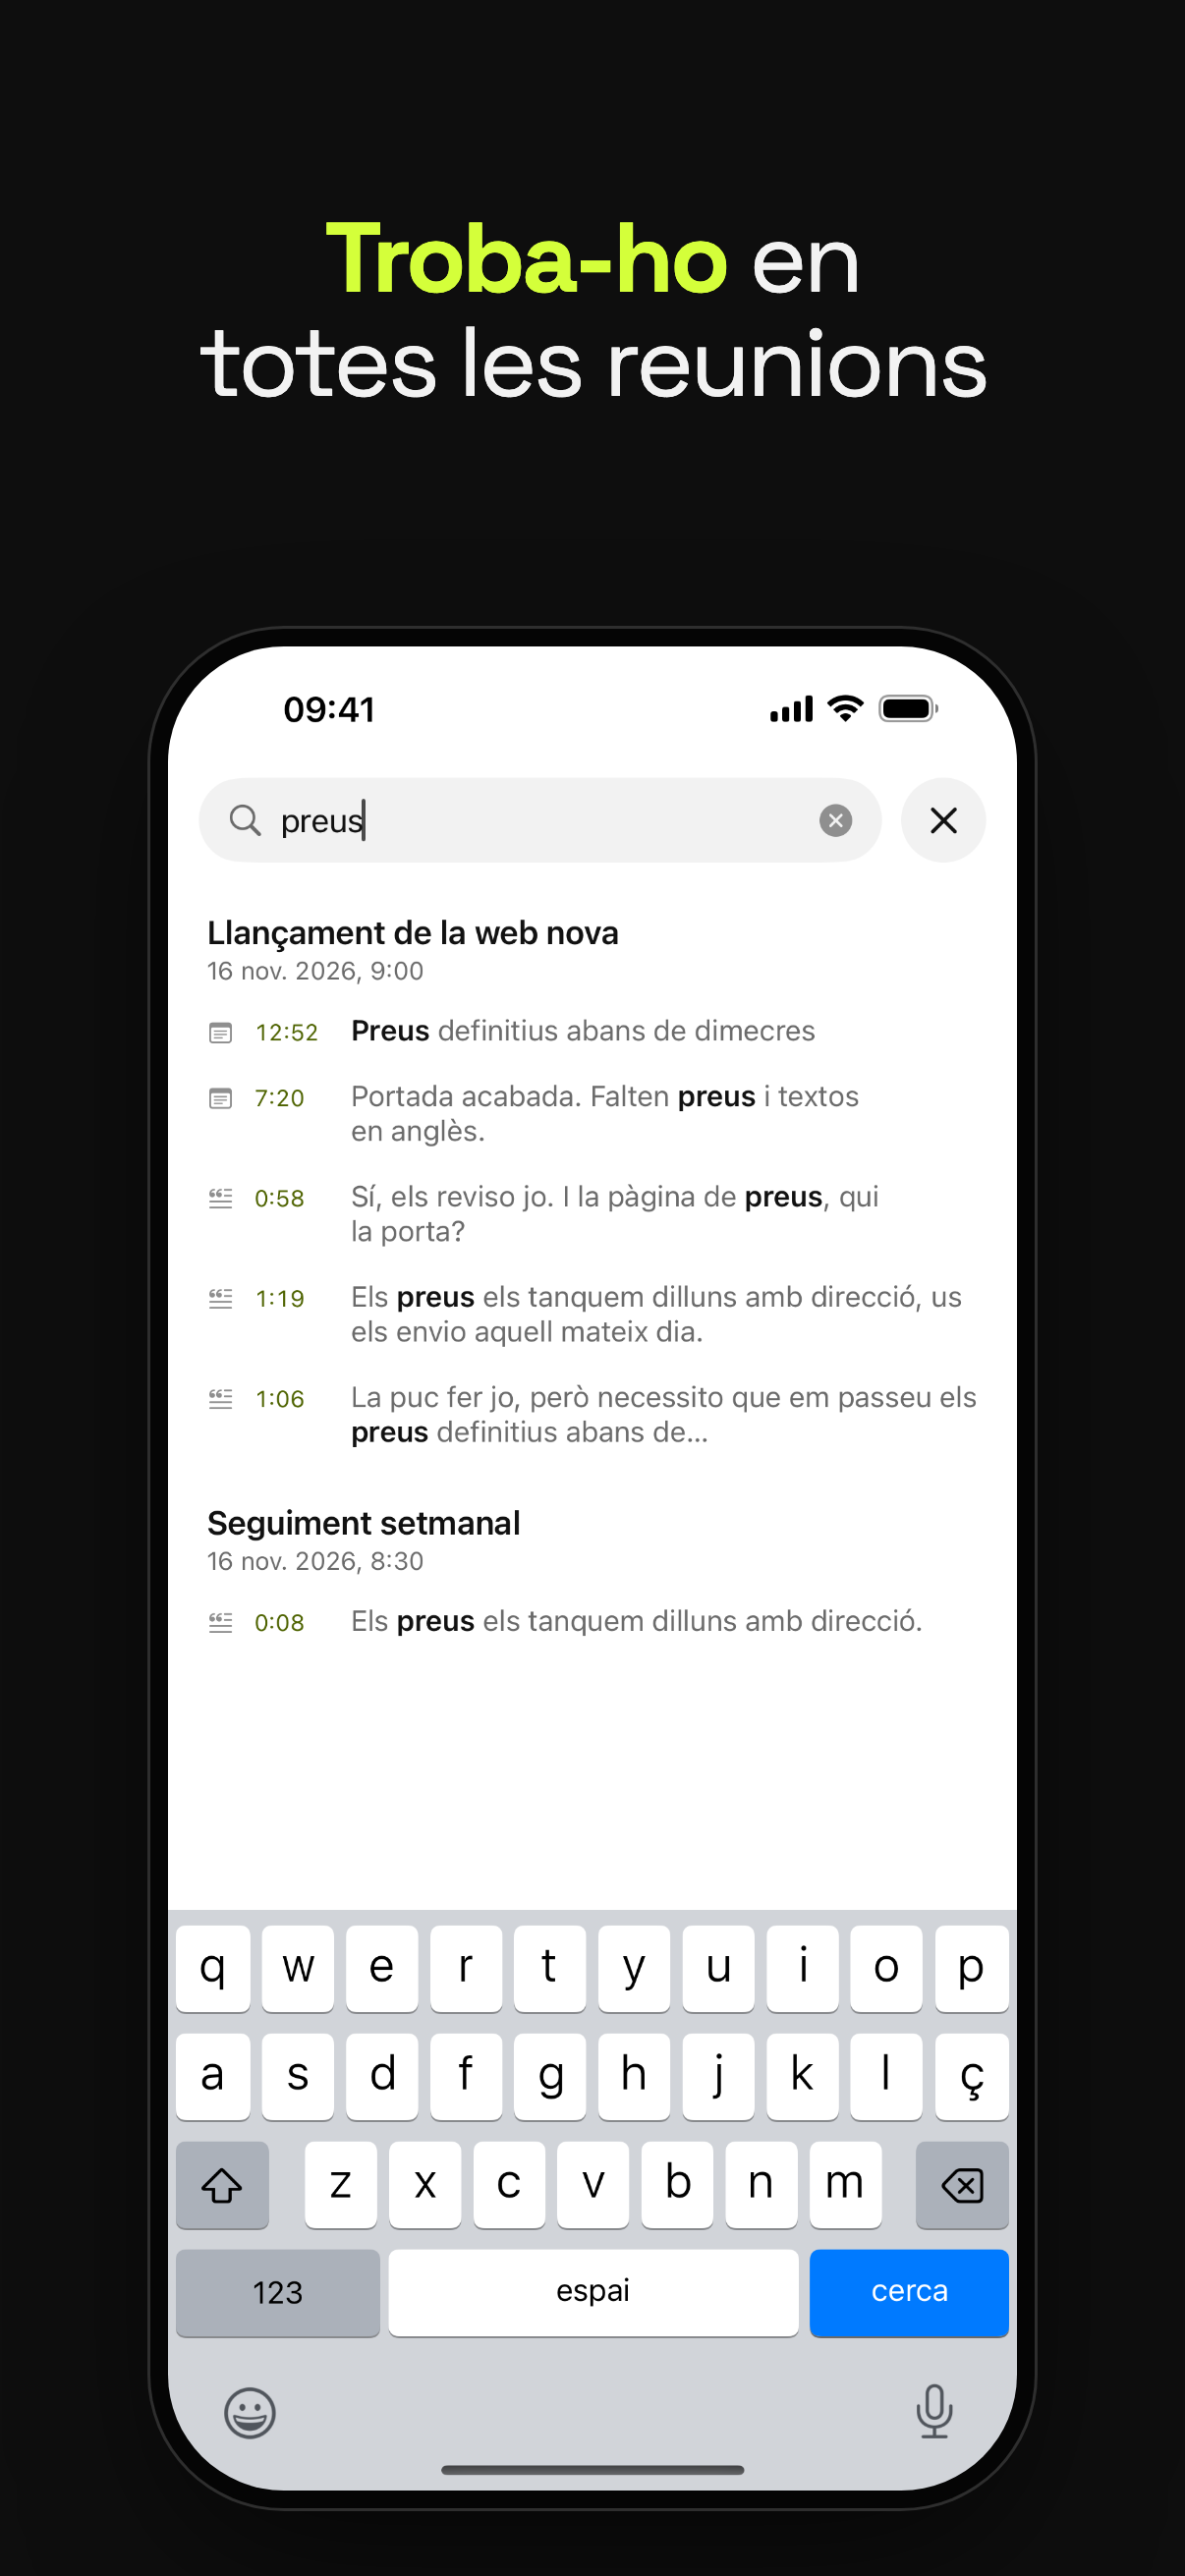 Troba-ho en
totes les reunions
09:41
preus
Llançament de la web nova
16 nov. 2026, 9:00
12:52 Preus definitius abans de dimecres
7:20 Portada acabada. Falten preus i textos
en anglès.
0:58 Sí, els reviso jo. I la pàgina de preus, qui
la porta?
1:19 Els preus els tanquem dilluns amb direcció, us
els envio aquell mateix dia.
1:06 La puc fer jo, però necessito que em passeu els
preus definitius abans de...
Seguiment setmanal
16 nov. 2026, 8:30
0:08 Els preus els tanquem dilluns amb direcció.
q w e r t y u i o p
a s d f g h j k l ç
z x c v b n m
123 espai cerca